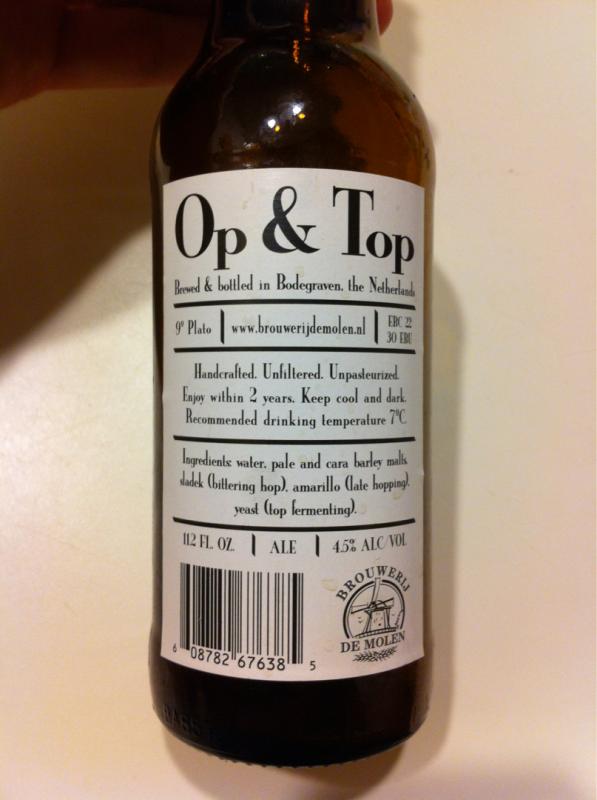 Op & Top
Brewed & bottled in Bodegraven, the Netherlands
9° Plato | www.brouwerijdemolen.nl | EBC 22
30 EBU
Handcrafted. Unfiltered. Unpasteurized.
Enjoy within 2 years. Keep cool and dark.
Recommended drinking temperature 7°C
Ingredients: water, pale and cara barley malts,
sladek (bittering hop), amarillo (late hopping),
yeast (top fermenting).
11.2 FL. OZ. | ALE | 4.5% ALC/VOL
BROUWERIJ
DE MOLEN
6 08782 67638 5